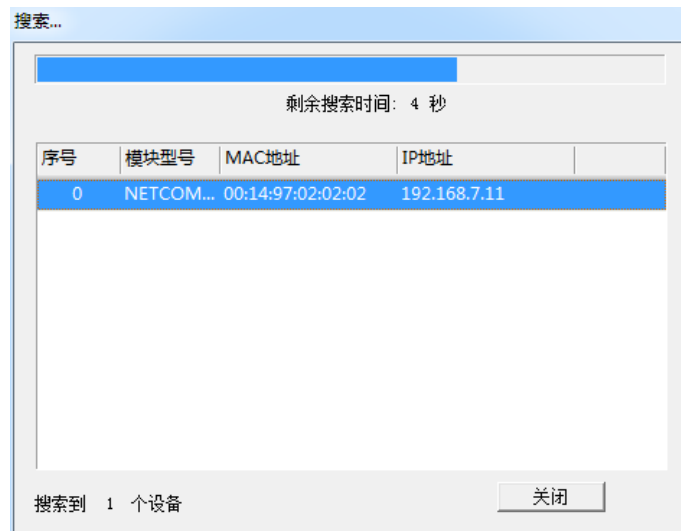 搜索...
剩余搜索时间: 4 秒
序号 模块型号 MAC地址 IP地址
0 NETCOM... 00:14:97:02:02:02 192.168.7.11
搜索到 1 个设备 关闭